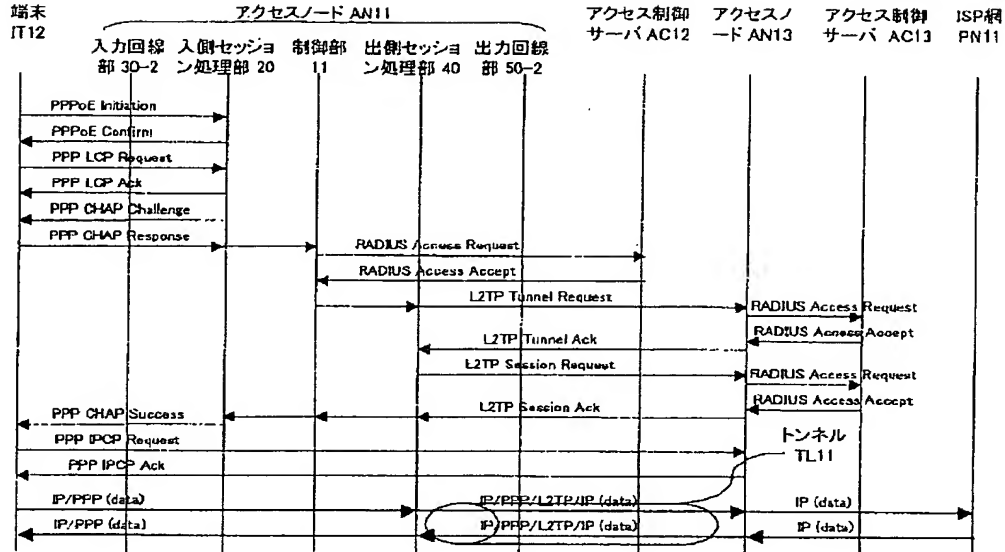 端末
IT12
アクセスノード AN11
入力回線
部 30-2
入側セッショ
ン処理部 20
制御部
11
出側セッショ
ン処理部 40
出力回線
部 50-2
アクセス制御
サーバ AC12
アクセスノ
ード AN13
アクセス制御
サーバ AC13
ISP網
PN11
PPPoE Initiation
PPPoE Confirm
PPP LCP Request
PPP LCP Ack
PPP CHAP Challenge
PPP CHAP Response
RADIUS Access Request
RADIUS Access Accept
L2TP Tunnel Request
RADIUS Access Request
RADIUS Access Accept
L2TP Tunnel Ack
L2TP Session Request
RADIUS Access Request
RADIUS Access Accept
L2TP Session Ack
PPP CHAP Success
PPP IPCP Request
PPP IPCP Ack
トンネル
TL11
IP/PPP (data)
IP/PPP/L2TP/IP (data)
IP (data)
IP/PPP (data)
IP/PPP/L2TP/IP (data)
IP (data)